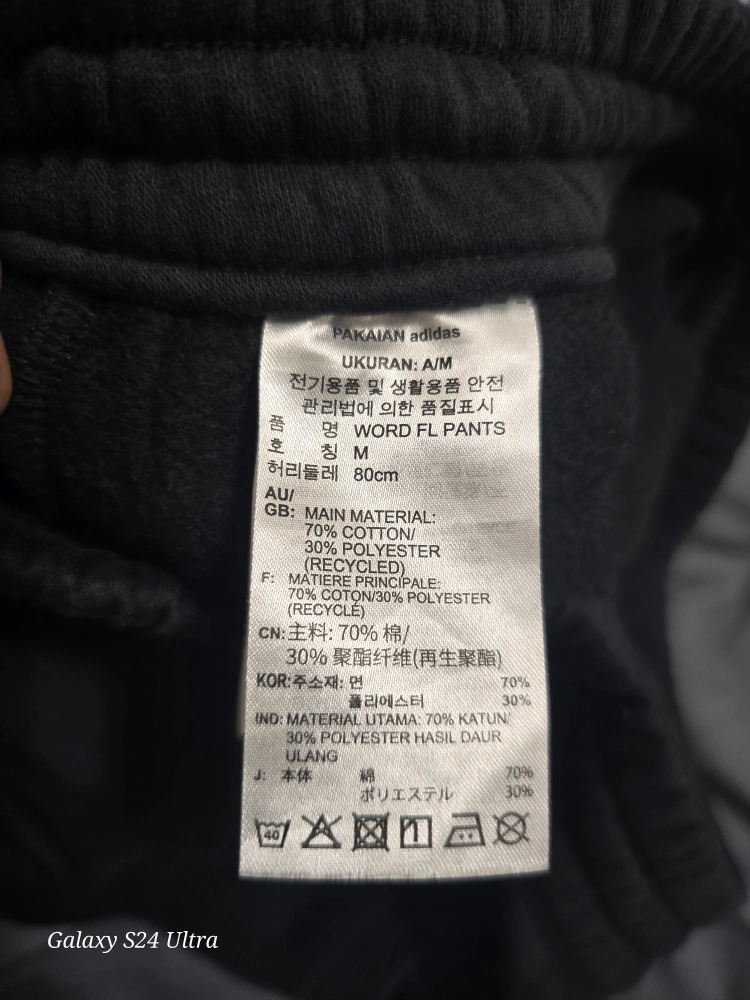 PAKAIAN adidas
UKURAN: A/M
전기용품 및 생활용품 안전
관리법에 의한 품질표시
품 명 WORD FL PANTS
호 칭 M
허리둘레 80cm
AU/
GB: MAIN MATERIAL:
70% COTTON/
30% POLYESTER
(RECYCLED)
F: MATIERE PRINCIPALE:
70% COTON/30% POLYESTER
(RECYCLÉ)
CN: 主料: 70% 棉/
30% 聚酯纤维(再生聚酯)
KOR: 주소재: 면 70%
폴리에스터 30%
IND: MATERIAL UTAMA: 70% KATUN/
30% POLYESTER HASIL DAUR
ULANG
J: 本体 綿 70%
ポリエステル 30%
40
Galaxy S24 Ultra